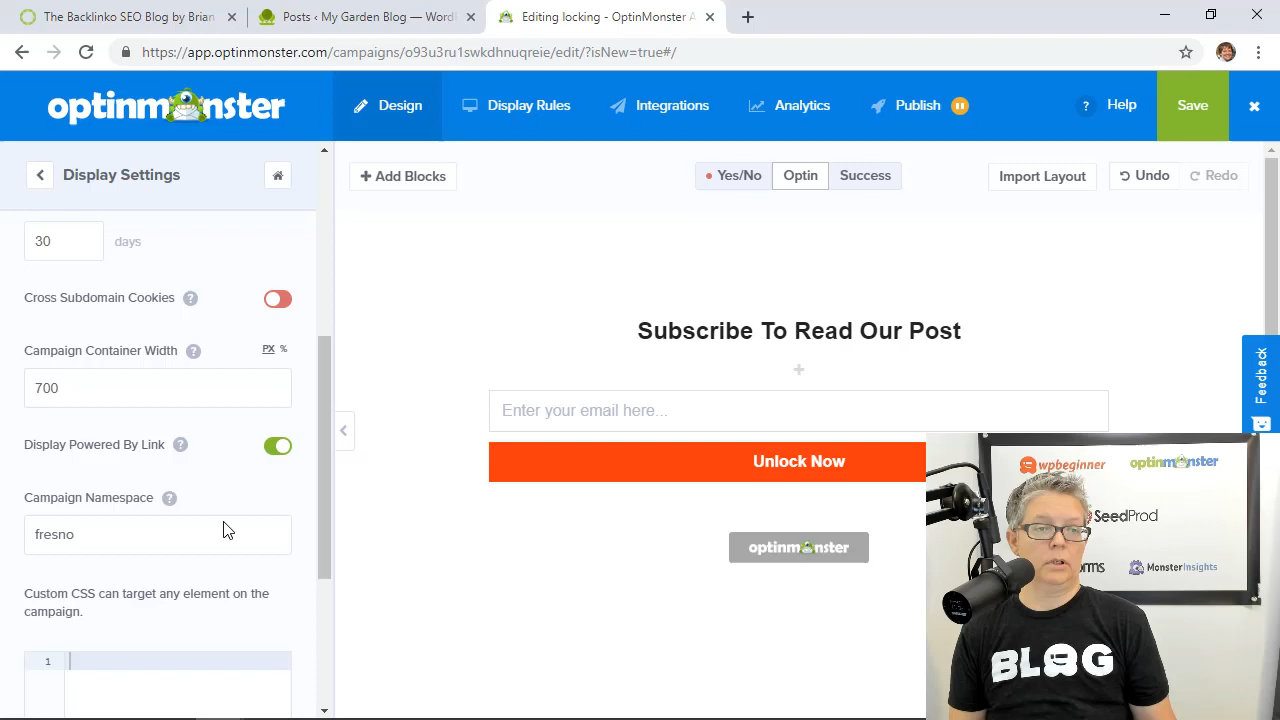 The Backlinko SEO Blog by Brian
Posts ‹ My Garden Blog — Word
Editing locking - OptinMonster A
https://app.optinmonster.com/campaigns/o93u3ru1swkdhnuqreie/edit/?isNew=true#/
optinmonster
Design
Display Rules
Integrations
Analytics
Publish
? Help
Save
Display Settings
+ Add Blocks
Yes/No
Optin
Success
Import Layout
Undo
Redo
30 days
Cross Subdomain Cookies ?
Campaign Container Width ? PX %
700
Display Powered By Link ?
Campaign Namespace ?
fresno
Custom CSS can target any element on the
campaign.
1
Subscribe To Read Our Post
+
Enter your email here...
Unlock Now
optinmonster
Feedback
wpbeginner
optinmonster
SeedProd
orms
MonsterInsights
BLOG